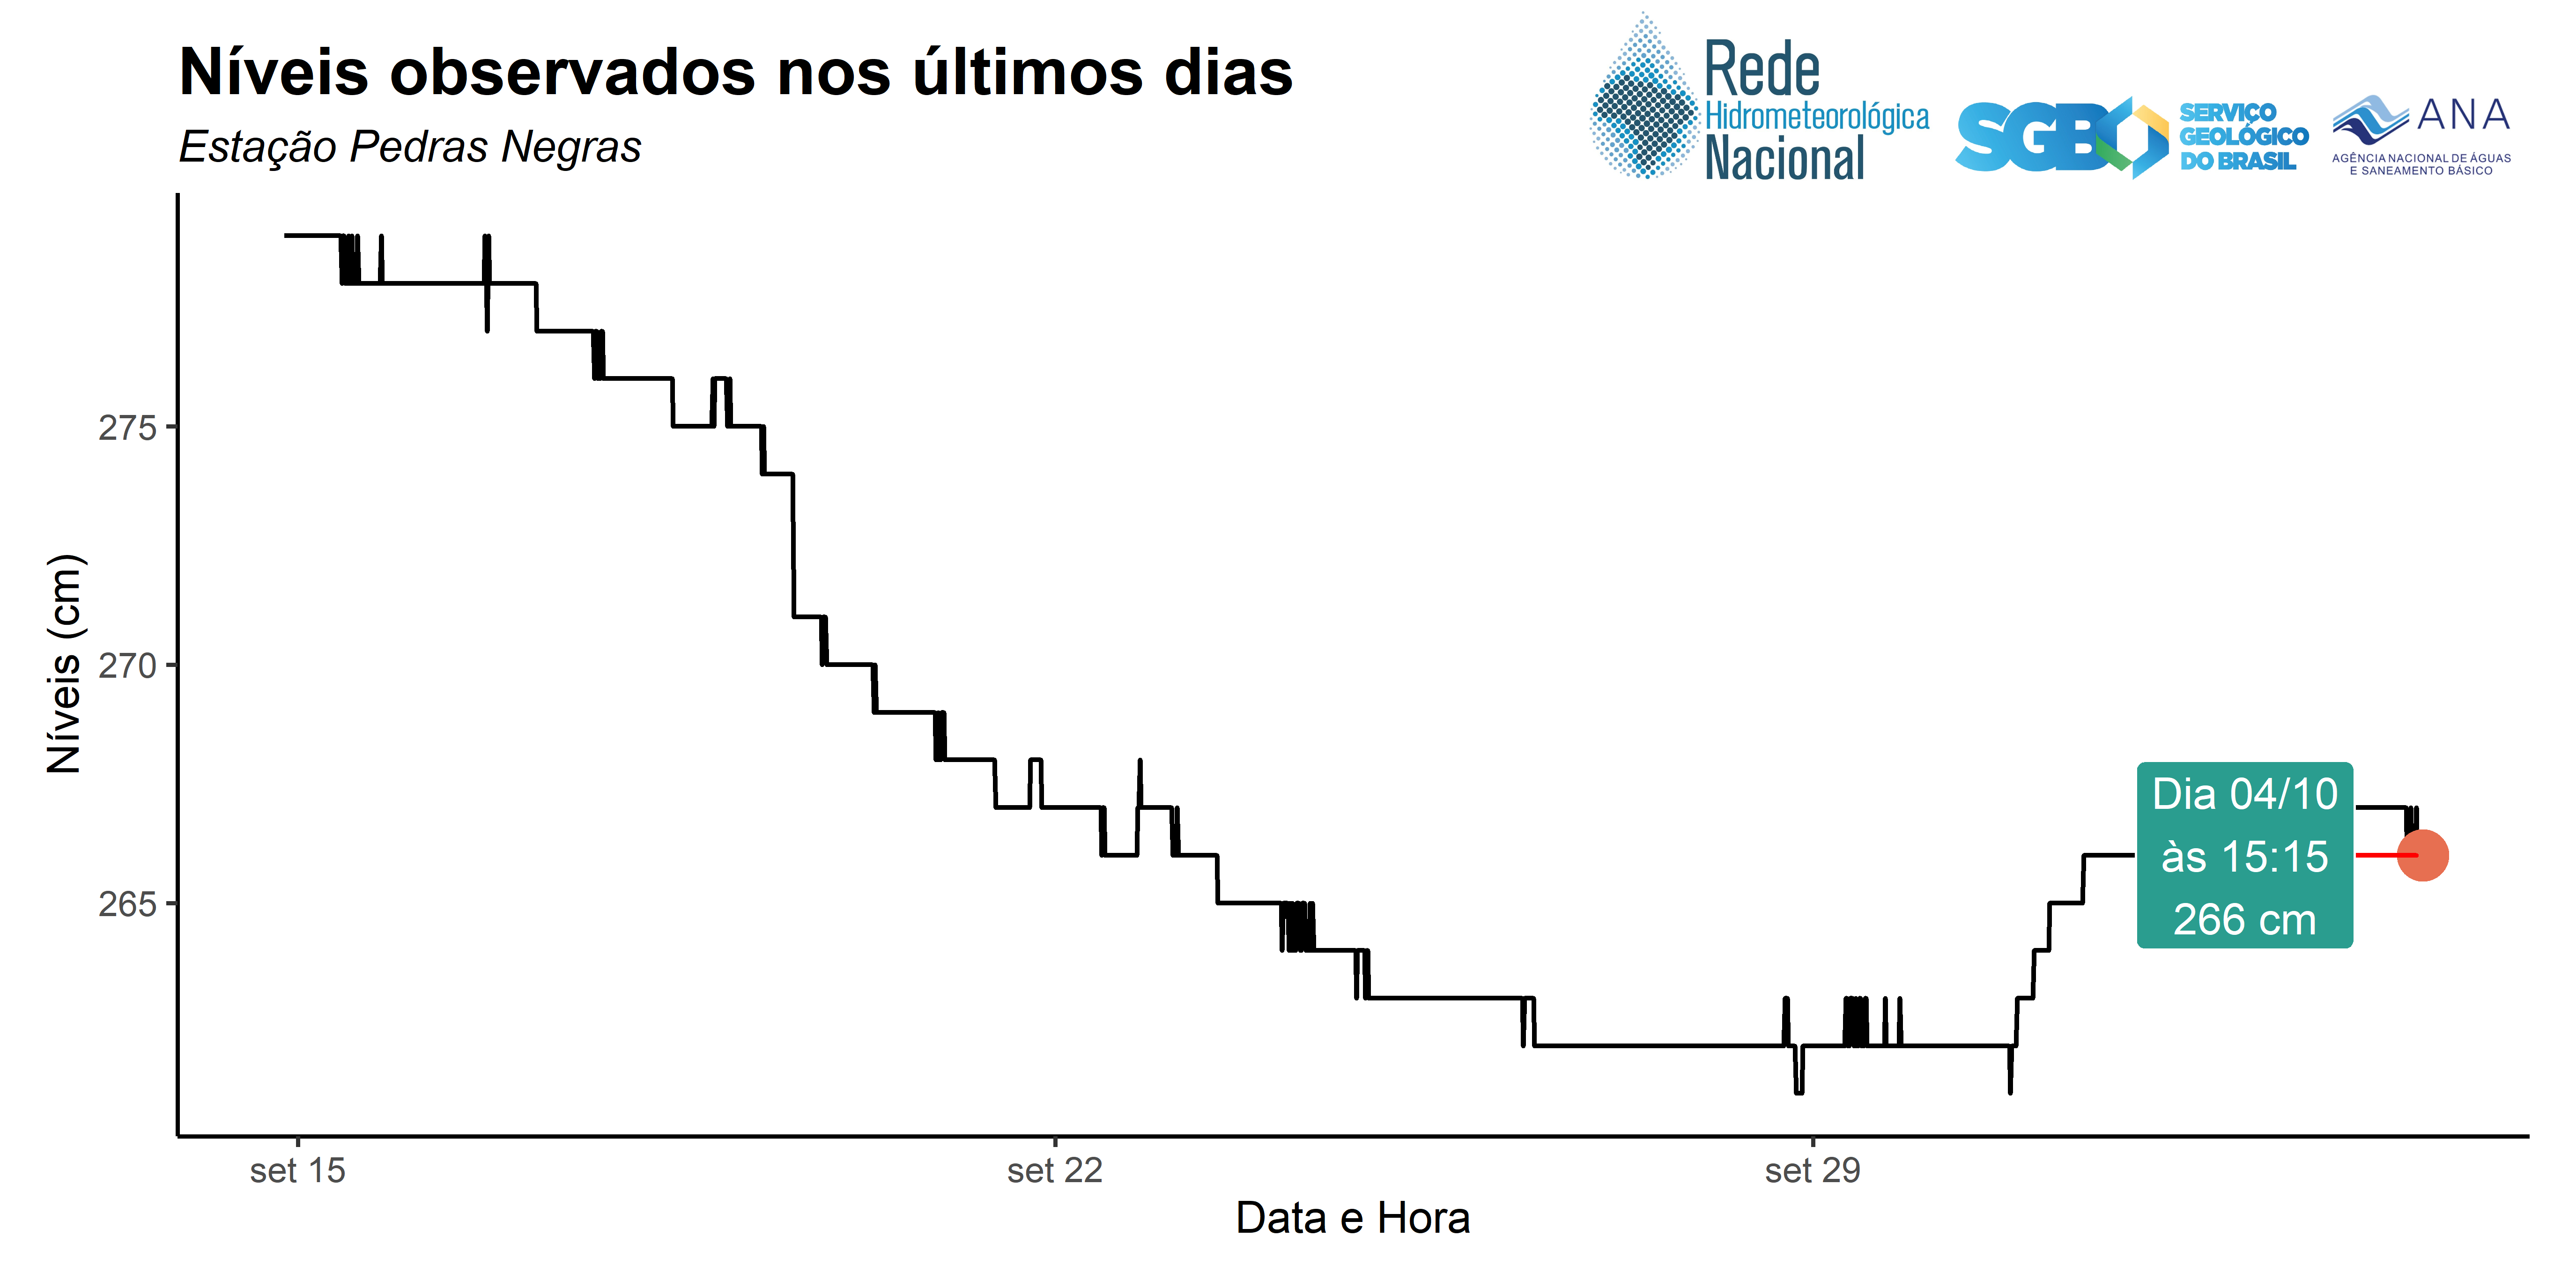 Níveis observados nos últimos dias
Estação Pedras Negras
Rede
Hidrometeorológica
Nacional
SGB
SERVIÇO
GEOLÓGICO
DO BRASIL
ANA
AGÊNCIA NACIONAL DE ÁGUAS
E SANEAMENTO BÁSICO
Níveis (cm)
275
270
265
Dia 04/10
às 15:15
266 cm
set 15
set 22
set 29
Data e Hora